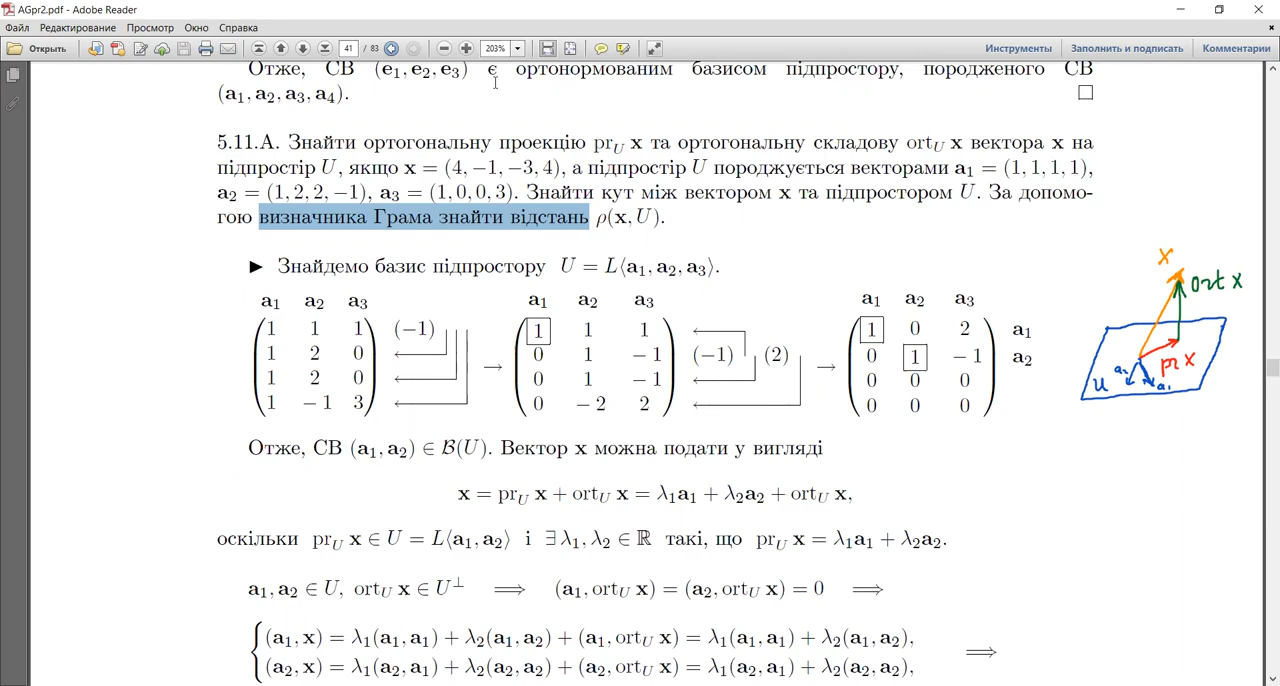 AGpr2.pdf - Adobe Reader
Файл Редактирование Просмотр Окно Справка
Открыть 41 / 83 203% Инструменты Заполнить и подписать Комментарии
Отже, СВ (e₁, e₂, e₃) є ортонормованим базисом підпростору, породженого СВ
(a₁, a₂, a₃, a₄). □
5.11.А. Знайти ортогональну проекцію pr_U x та ортогональну складову ort_U x вектора x на
підпростір U, якщо x = (4, −1, −3, 4), а підпростір U породжується векторами a₁ = (1, 1, 1, 1),
a₂ = (1, 2, 2, −1), a₃ = (1, 0, 0, 3). Знайти кут між вектором x та підпростором U. За допомо-
гою визначника Грама знайти відстань ρ(x, U).
► Знайдемо базис підпростору U = L⟨a₁, a₂, a₃⟩.
a₁ a₂ a₃ a₁ a₂ a₃ a₁ a₂ a₃
1 1 1 (−1) 1 1 1 1 0 2 a₁
1 2 0 0 1 −1 (−1) (2) 0 1 −1 a₂
1 2 0 → 0 1 −1 → 0 0 0
1 −1 3 0 −2 2 0 0 0
x
ort x
pr x
U a₂ a₁
Отже, СВ (a₁, a₂) ∈ ℬ(U). Вектор x можна подати у вигляді
x = pr_U x + ort_U x = λ₁a₁ + λ₂a₂ + ort_U x,
оскільки pr_U x ∈ U = L⟨a₁, a₂⟩ і ∃ λ₁, λ₂ ∈ ℝ такі, що pr_U x = λ₁a₁ + λ₂a₂.
a₁, a₂ ∈ U, ort_U x ∈ U^⊥ ⟹ (a₁, ort_U x) = (a₂, ort_U x) = 0 ⟹
{(a₁, x) = λ₁(a₁, a₁) + λ₂(a₁, a₂) + (a₁, ort_U x) = λ₁(a₁, a₁) + λ₂(a₁, a₂), ⟹
(a₂, x) = λ₁(a₂, a₁) + λ₂(a₂, a₂) + (a₂, ort_U x) = λ₁(a₂, a₁) + λ₂(a₂, a₂),